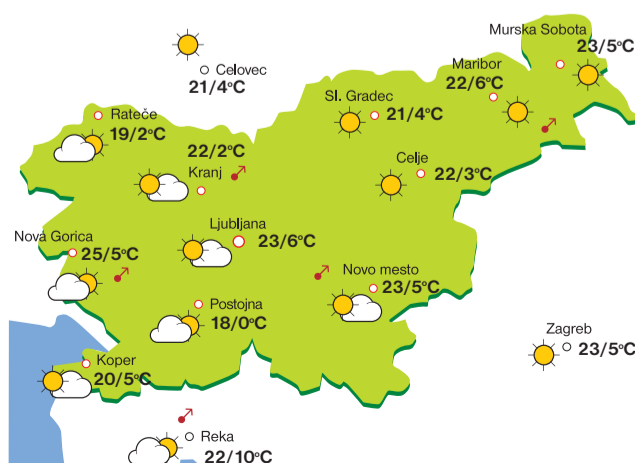 Murska Sobota
23/5°C
Maribor
22/6°C
Celovec
21/4°C
Sl. Gradec
21/4°C
Rateče
19/2°C
22/2°C
Kranj
Celje
22/3°C
Ljubljana
23/6°C
Nova Gorica
25/5°C
Novo mesto
23/5°C
Postojna
18/0°C
Zagreb
23/5°C
Koper
20/5°C
Reka
22/10°C